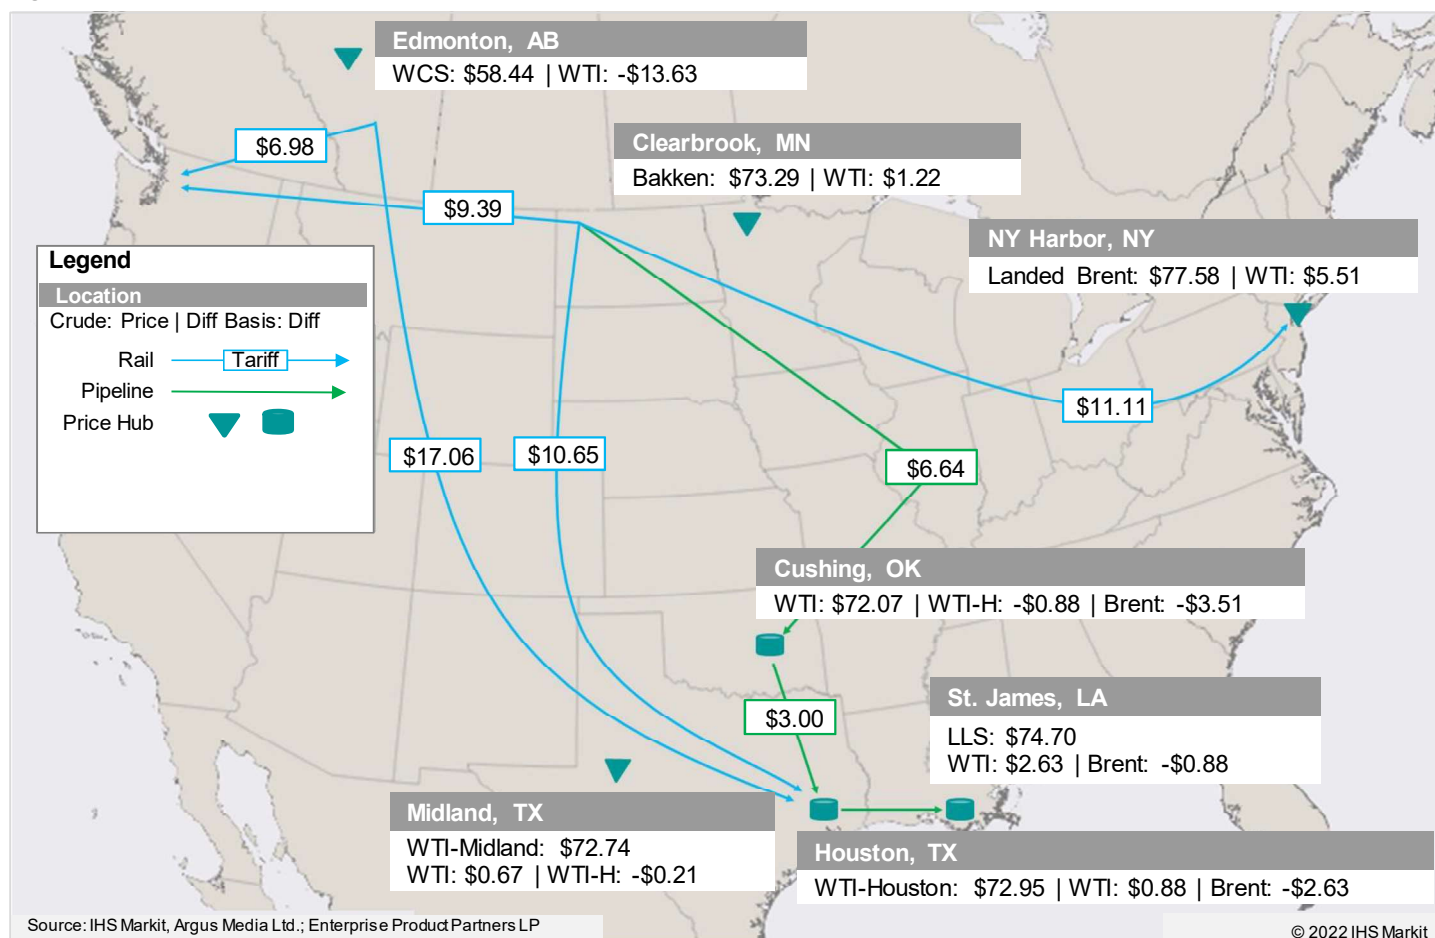 Edmonton, AB
WCS: $58.44 | WTI: -$13.63
$6.98
Clearbrook, MN
Bakken: $73.29 | WTI: $1.22
$9.39
NY Harbor, NY
Landed Brent: $77.58 | WTI: $5.51
Legend
Location
Crude: Price | Diff Basis: Diff
Rail
Tariff
Pipeline
Price Hub
$11.11
$17.06
$10.65
$6.64
Cushing, OK
WTI: $72.07 | WTI-H: -$0.88 | Brent: -$3.51
$3.00
St. James, LA
LLS: $74.70
WTI: $2.63 | Brent: -$0.88
Midland, TX
WTI-Midland: $72.74
WTI: $0.67 | WTI-H: -$0.21
Houston, TX
WTI-Houston: $72.95 | WTI: $0.88 | Brent: -$2.63
Source: IHS Markit, Argus Media Ltd.; Enterprise Product Partners LP
© 2022 IHS Markit